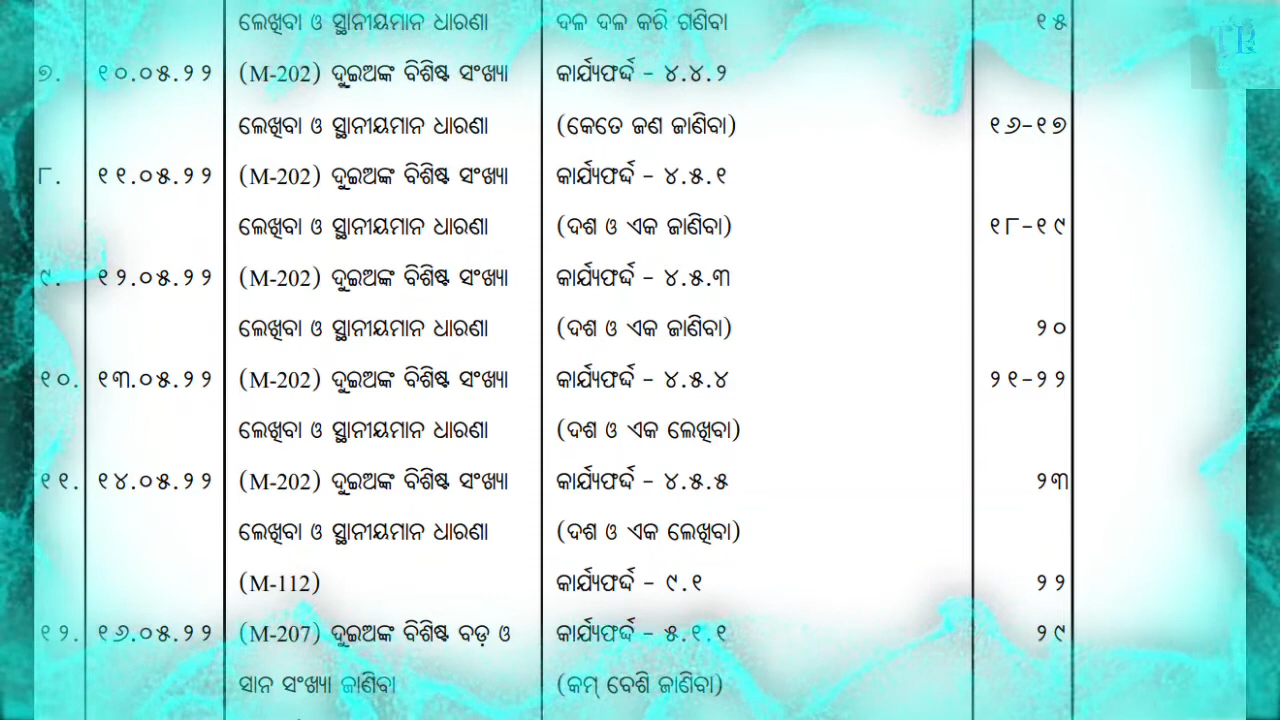 ଲେଖିବା ଓ ସ୍ଥାନୀୟମାନ ଧାରଣା ଦଳ ଦଳ କରି ଗଣିବା ୧୫
୭. ୧୦.୦୫.୨୨ (M-202) ଦୁଇଅଙ୍କ ବିଶିଷ୍ଟ ସଂଖ୍ୟା କାର୍ଯ୍ୟଫର୍ଦ୍ଦ - ୪.୪.୨
ଲେଖିବା ଓ ସ୍ଥାନୀୟମାନ ଧାରଣା (କେତେ ଜଣ ଜାଣିବା) ୧୬-୧୭
୮. ୧୧.୦୫.୨୨ (M-202) ଦୁଇଅଙ୍କ ବିଶିଷ୍ଟ ସଂଖ୍ୟା କାର୍ଯ୍ୟଫର୍ଦ୍ଦ - ୪.୫.୧
ଲେଖିବା ଓ ସ୍ଥାନୀୟମାନ ଧାରଣା (ଦଶ ଓ ଏକ ଜାଣିବା) ୧୮-୧୯
୯. ୧୨.୦୫.୨୨ (M-202) ଦୁଇଅଙ୍କ ବିଶିଷ୍ଟ ସଂଖ୍ୟା କାର୍ଯ୍ୟଫର୍ଦ୍ଦ - ୪.୫.୩
ଲେଖିବା ଓ ସ୍ଥାନୀୟମାନ ଧାରଣା (ଦଶ ଓ ଏକ ଜାଣିବା) ୨୦
୧୦. ୧୩.୦୫.୨୨ (M-202) ଦୁଇଅଙ୍କ ବିଶିଷ୍ଟ ସଂଖ୍ୟା କାର୍ଯ୍ୟଫର୍ଦ୍ଦ - ୪.୫.୪ ୨୧-୨୨
ଲେଖିବା ଓ ସ୍ଥାନୀୟମାନ ଧାରଣା (ଦଶ ଓ ଏକ ଲେଖିବା)
୧୧. ୧୪.୦୫.୨୨ (M-202) ଦୁଇଅଙ୍କ ବିଶିଷ୍ଟ ସଂଖ୍ୟା କାର୍ଯ୍ୟଫର୍ଦ୍ଦ - ୪.୫.୫ ୨୩
ଲେଖିବା ଓ ସ୍ଥାନୀୟମାନ ଧାରଣା (ଦଶ ଓ ଏକ ଲେଖିବା)
(M-112) କାର୍ଯ୍ୟଫର୍ଦ୍ଦ - ୯.୧ ୨୨
୧୨. ୧୬.୦୫.୨୨ (M-207) ଦୁଇଅଙ୍କ ବିଶିଷ୍ଟ ବଡ଼ ଓ କାର୍ଯ୍ୟଫର୍ଦ୍ଦ - ୫.୧.୧ ୨୯
ସାନ ସଂଖ୍ୟା ଜାଣିବା (କମ୍ ବେଶି ଜାଣିବା)